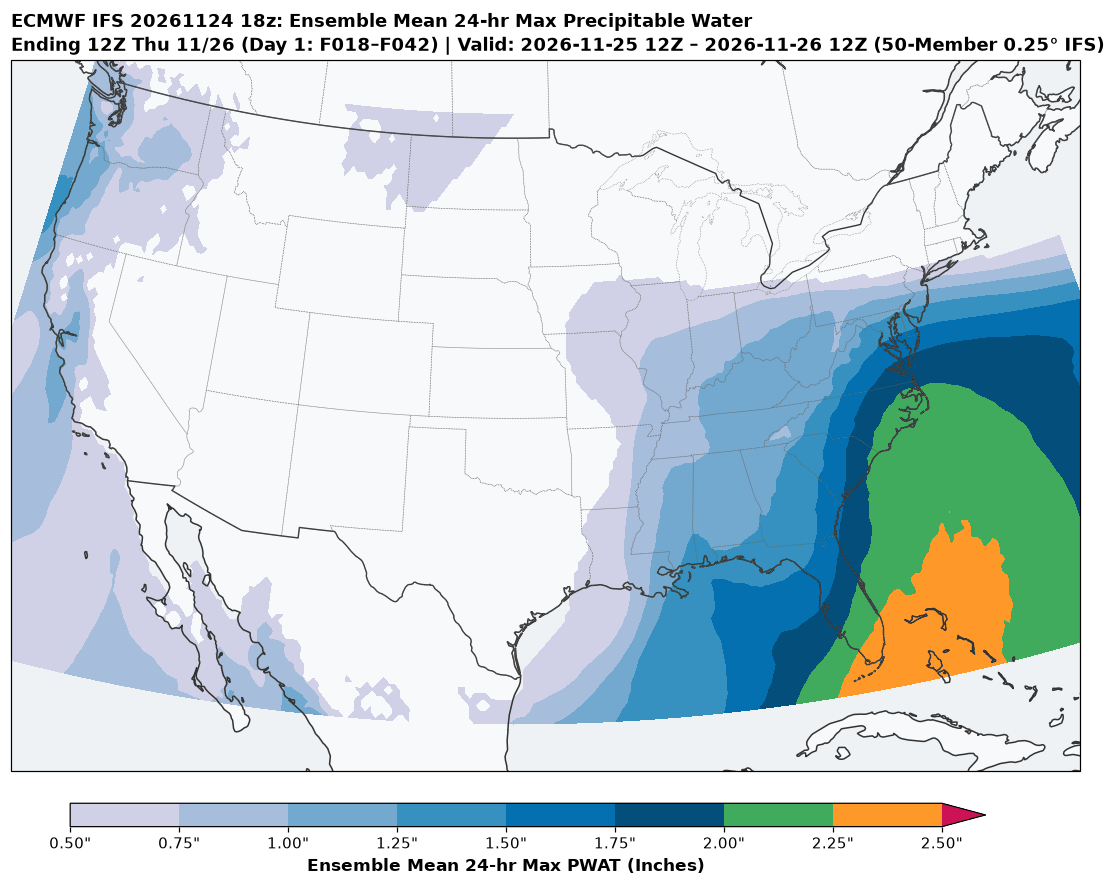 ECMWF IFS 20261124 18z: Ensemble Mean 24-hr Max Precipitable Water
Ending 12Z Thu 11/26 (Day 1: F018–F042) | Valid: 2026-11-25 12Z – 2026-11-26 12Z (50-Member 0.25° IFS)
0.50" 0.75" 1.00" 1.25" 1.50" 1.75" 2.00" 2.25" 2.50"
Ensemble Mean 24-hr Max PWAT (Inches)